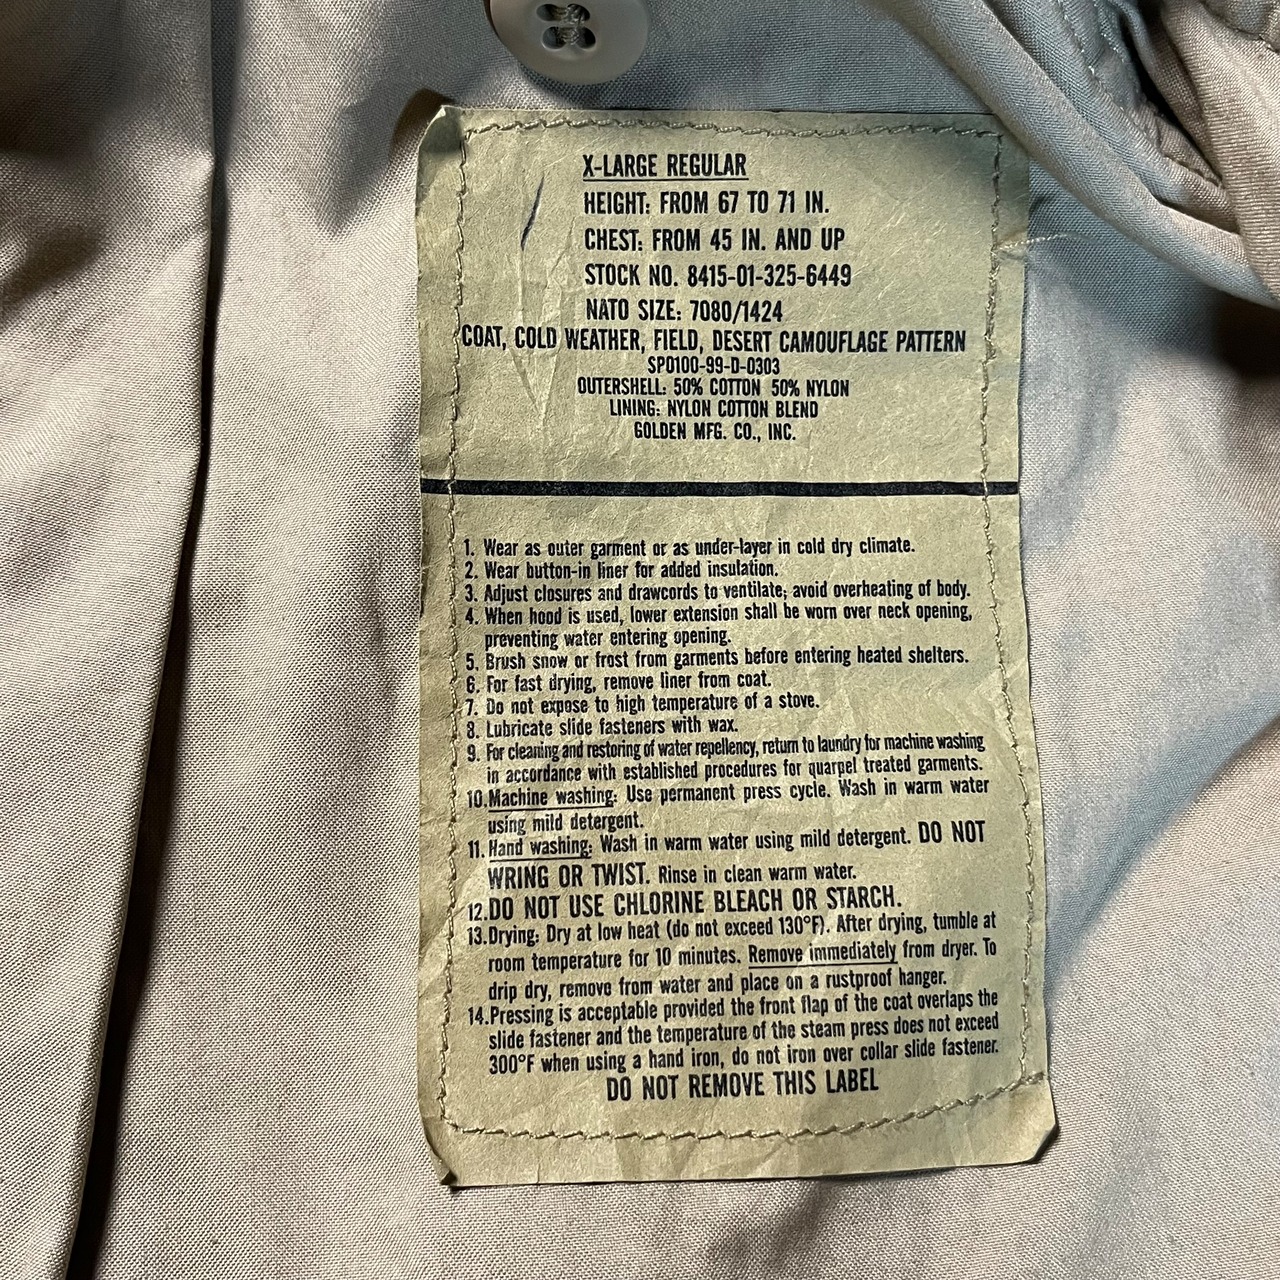 X-LARGE REGULAR
HEIGHT: FROM 67 TO 71 IN.
CHEST: FROM 45 IN. AND UP
STOCK NO. 8415-01-325-6449
NATO SIZE: 7080/1424
COAT, COLD WEATHER, FIELD, DESERT CAMOUFLAGE PATTERN
SPO100-99-D-0303
OUTERSHELL: 50% COTTON 50% NYLON
LINING: NYLON COTTON BLEND
GOLDEN MFG. CO., INC.
1. Wear as outer garment or as under-layer in cold dry climate.
2. Wear button-in liner for added insulation.
3. Adjust closures and drawcords to ventilate; avoid overheating of body.
4. When hood is used, lower extension shall be worn over neck opening,
preventing water entering opening.
5. Brush snow or frost from garments before entering heated shelters.
6. For fast drying, remove liner from coat.
7. Do not expose to high temperature of a stove.
8. Lubricate slide fasteners with wax.
9. For cleaning and restoring of water repellency, return to laundry for machine washing
in accordance with established procedures for quarpel treated garments.
10. Machine washing: Use permanent press cycle. Wash in warm water
using mild detergent.
11. Hand washing: Wash in warm water using mild detergent. DO NOT
WRING OR TWIST. Rinse in clean warm water.
12. DO NOT USE CHLORINE BLEACH OR STARCH.
13. Drying: Dry at low heat (do not exceed 130°F). After drying, tumble at
room temperature for 10 minutes. Remove immediately from dryer. To
drip dry, remove from water and place on a rustproof hanger.
14. Pressing is acceptable provided the front flap of the coat overlaps the
slide fastener and the temperature of the steam press does not exceed
300°F when using a hand iron, do not iron over collar slide fastener.
DO NOT REMOVE THIS LABEL